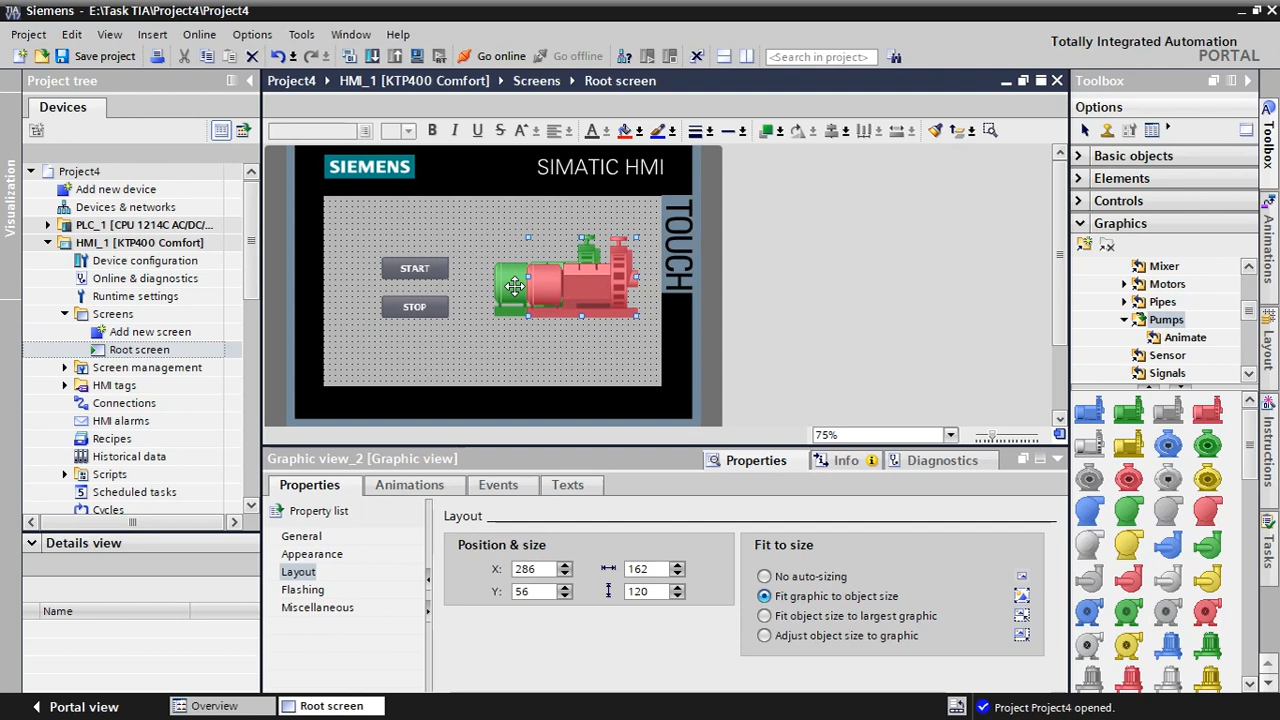 TIA V17 Siemens - E:\Task TIA\Project4\Project4
Project Edit View Insert Online Options Tools Window Help
Save project Go online Go offline <Search in project>
Totally Integrated Automation
PORTAL
Project tree
Project4 HMI_1 [KTP400 Comfort] Screens Root screen
Toolbox
Devices
Options
Visualization
Project4
Add new device
Devices & networks
PLC_1 [CPU 1214C AC/DC/...
HMI_1 [KTP400 Comfort]
Device configuration
Online & diagnostics
Runtime settings
Screens
Add new screen
Root screen
Screen management
HMI tags
Connections
HMI alarms
Recipes
Historical data
Scripts
Scheduled tasks
Cycles
Details view
Name
B I U S A A
SIEMENS SIMATIC HMI
TOUCH
START
STOP
75%
Basic objects
Elements
Controls
Graphics
Mixer
Motors
Pipes
Pumps
Animate
Sensor
Signals
Toolbox
Animations
Layout
Instructions
Tasks
Graphic view_2 [Graphic view]
Properties Info Diagnostics
Properties Animations Events Texts
Property list
General
Appearance
Layout
Flashing
Miscellaneous
Layout
Position & size
X: 286 162
Y: 56 120
Fit to size
No auto-sizing
Fit graphic to object size
Fit object size to largest graphic
Adjust object size to graphic
Portal view Overview Root screen Project Project4 opened.